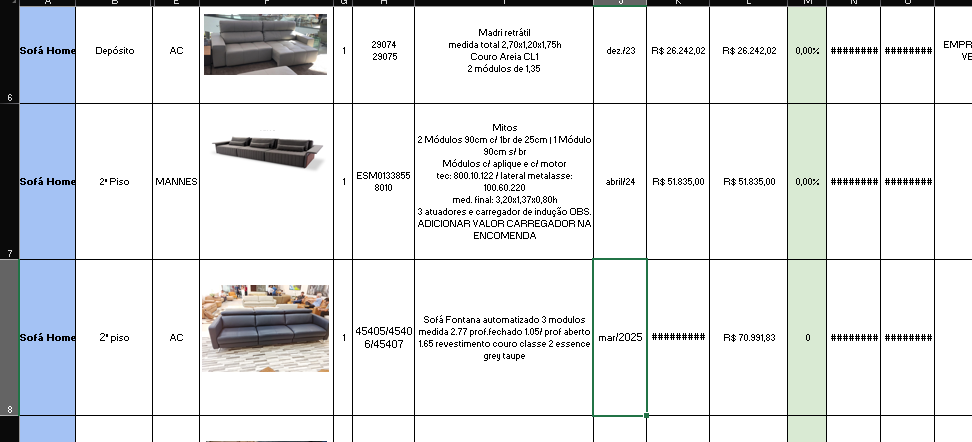 A B E F G H I J K L M N O
Sofá Home
Depósito
AC
1
29074
29075
Madri retrátil
medida total 2,70x1,20x1,75h
Couro Areia CL1
2 módulos de 1,35
dez./23
R$ 26.242,02
R$ 26.242,02
0,00%
########
########
EMPR
VE
6
Sofá Home
2º Piso
MANNES
1
ESM0133855
8010
Mitos
2 Módulos 90cm c/ 1br de 25cm | 1 Módulo
90cm s/ br
Módulos c/ aplique e c/ motor
tec: 800.10.122 / lateral metalasse:
100.60.220
med. final: 3,20x1,37x0,80h
3 atuadores e carregador de indução OBS.
ADICIONAR VALOR CARREGADOR NA
ENCOMENDA
abril/24
R$ 51.835,00
R$ 51.835,00
0,00%
########
########
7
Sofá Home
2º piso
AC
1
45405/4540
6/45407
Sofá Fontana automatizado 3 modulos
medida 2.77 prof.fechado 1.05/ prof aberto
1.65 revestimento couro classe 2 essence
grey taupe
mar/2025
#########
R$ 70.991,83
0
########
########
8